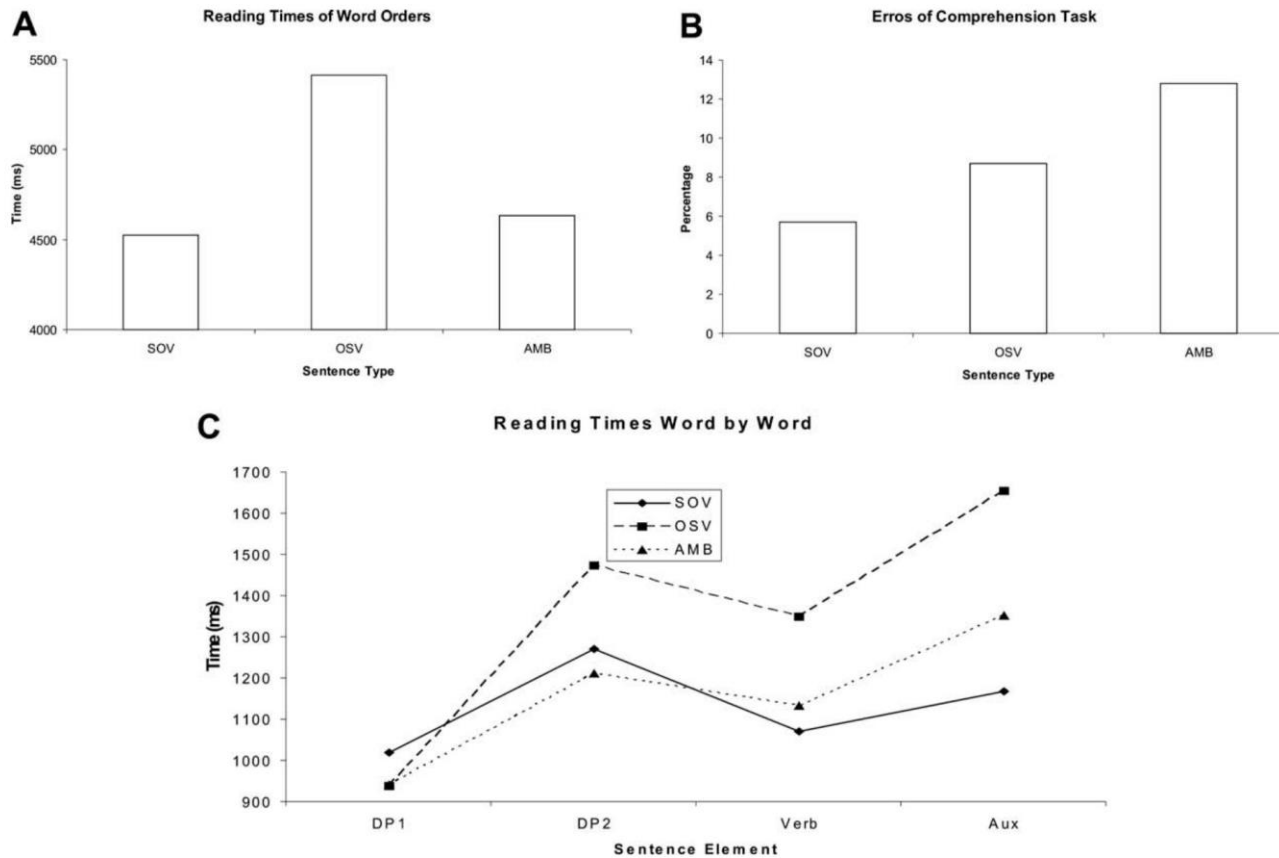 A
Reading Times of Word Orders
5500
5000
4500
4000
Time (ms)
SOV OSV AMB
Sentence Type
B
Erros of Comprehension Task
14
12
10
8
6
4
2
0
Percentage
SOV OSV AMB
Sentence Type
C
Reading Times Word by Word
1700
1600
1500
1400
1300
1200
1100
1000
900
Time (ms)
SOV
OSV
AMB
DP1 DP2 Verb Aux
Sentence Element